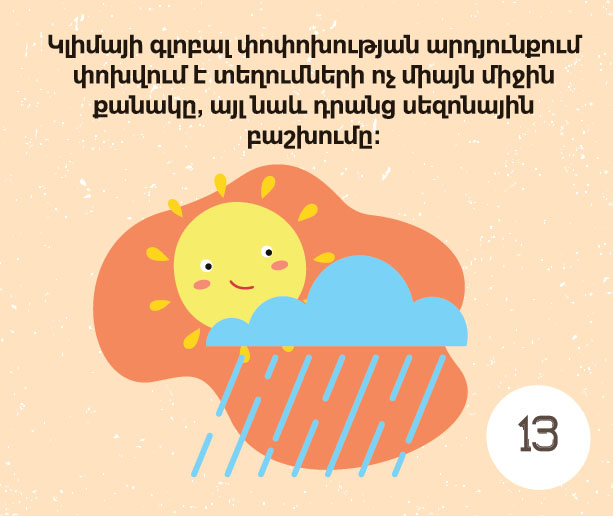 Կլիմայի գլոբալ փոփոխության արդյունքում
փոխվում է տեղումների ոչ միայն միջին
քանակը, այլ նաև դրանց սեզոնային
բաշխումը:
13